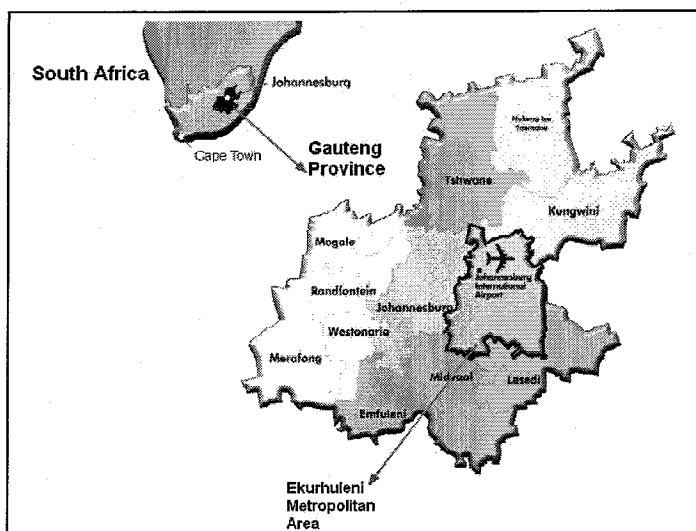 South Africa
Johannesburg
Cape Town
Gauteng
Province
Tshwane
Kungwini
Mogale
Randfontein
Johannesburg
Johannesburg
International
Airport
Westonaria
Merafong
Midvaal
Lesedi
Emfuleni
Ekurhuleni
Metropolitan
Area